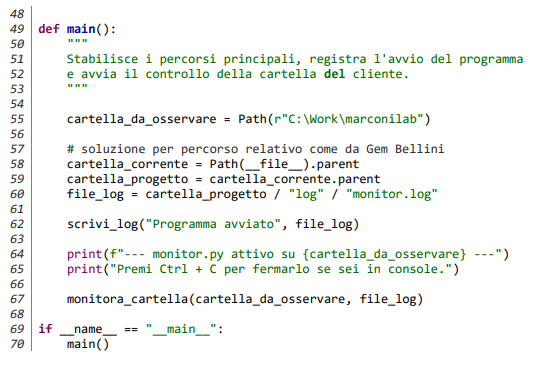 48
49 def main():
50     """
51     Stabilisce i percorsi principali, registra l'avvio del programma
52     e avvia il controllo della cartella del cliente.
53     """
54
55     cartella_da_osservare = Path(r"C:\Work\marconilab")
56
57     # soluzione per percorso relativo come da Gem Bellini
58     cartella_corrente = Path(__file__).parent
59     cartella_progetto = cartella_corrente.parent
60     file_log = cartella_progetto / "log" / "monitor.log"
61
62     scrivi_log("Programma avviato", file_log)
63
64     print(f"--- monitor.py attivo su {cartella_da_osservare} ---")
65     print("Premi Ctrl + C per fermarlo se sei in console.")
66
67     monitora_cartella(cartella_da_osservare, file_log)
68
69 if __name__ == "__main__":
70     main()